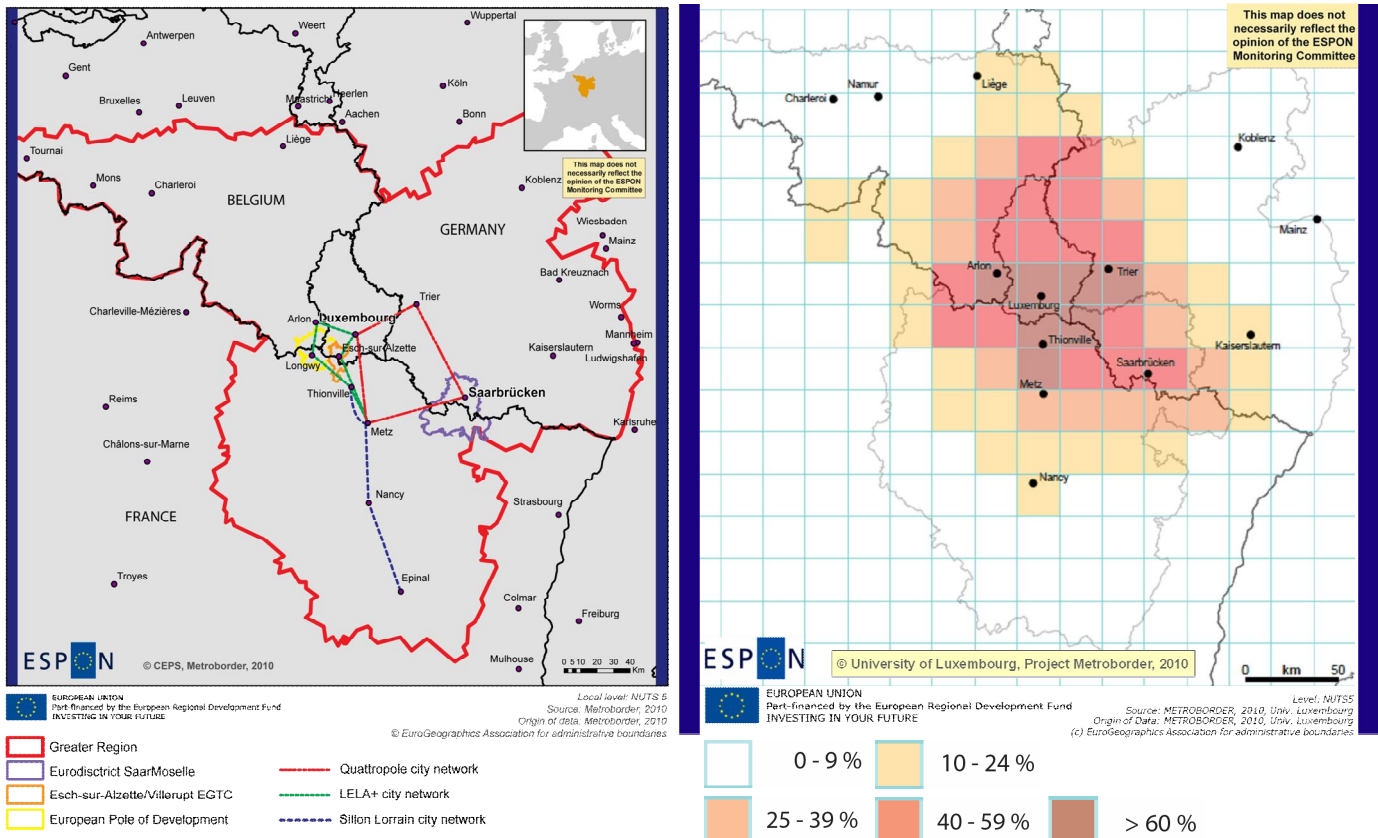 Weert
Wuppertal
Antwerpen
Gent
Köln
Bruxelles
Leuven
Maastricht
Heerlen
Aachen
Bonn
Liège
Tournai
This map does not
necessarily reflect the
opinion of the ESPON
Monitoring Committee
Mons
Charleroi
Koblenz
BELGIUM
GERMANY
Wiesbaden
Mainz
Bad Kreuznach
Trier
Worms
Charleville-Mézières
Arlon
Duxembourg
Mannheim
Esch-sur-Alzette
Kaiserslautern
Ludwigshafen
Longwy
Thionville
Saarbrücken
Reims
Metz
Karlsruhe
Châlons-sur-Marne
Nancy
Strasbourg
FRANCE
Troyes
Epinal
Colmar
Freiburg
Mulhouse
ESPON
© CEPS, Metroborder, 2010
0 5 10 20 30 40
Km
EUROPEAN UNION
Part-financed by the European Regional Development Fund
INVESTING IN YOUR FUTURE
Local level: NUTS 5
Source: Metroborder, 2010
Origin of data: Metroborder, 2010
© EuroGeographics Association for administrative boundaries
Greater Region
Eurodisctrict SaarMoselle
Esch-sur-Alzette/Villerupt EGTC
European Pole of Development
Quattropole city network
LELA+ city network
Sillon Lorrain city network
This map does not
necessarily reflect the
opinion of the ESPON
Monitoring Committee
Liège
Namur
Charleroi
Koblenz
Mainz
Arlon
Trier
Luxemburg
Thionville
Kaiserslautern
Saarbrücken
Metz
Nancy
ESPON
© University of Luxembourg, Project Metroborder, 2010
0 km 50
EUROPEAN UNION
Part-financed by the European Regional Development Fund
INVESTING IN YOUR FUTURE
Level: NUTS5
Source: METROBORDER, 2010, Univ. Luxembourg
Origin of Data: METROBORDER, 2010, Univ. Luxembourg
(c) EuroGeographics Association for administrative boundaries
0 - 9 %
10 - 24 %
25 - 39 %
40 - 59 %
> 60 %